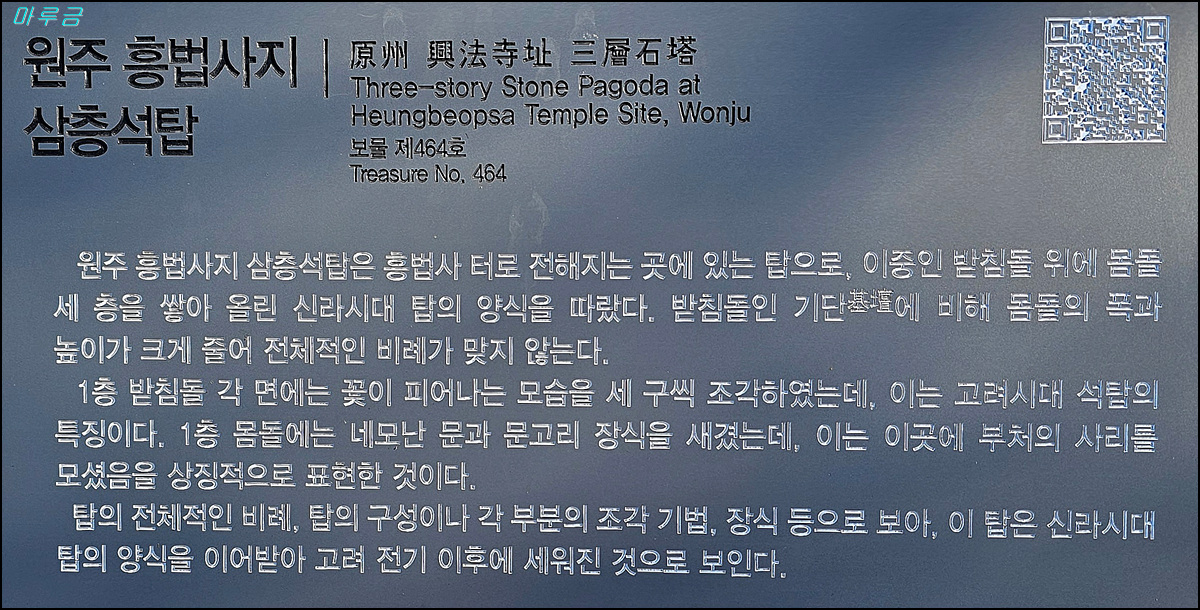 마루금
원주 흥법사지
삼층석탑
原州 興法寺址 三層石塔
Three-story Stone Pagoda at
Heungbeopsa Temple Site, Wonju
보물 제464호
Treasure No. 464
원주 흥법사지 삼층석탑은 흥법사 터로 전해지는 곳에 있는 탑으로, 이중인 받침돌 위에 몸돌
세 층을 쌓아 올린 신라시대 탑의 양식을 따랐다. 받침돌인 기단基壇에 비해 몸돌의 폭과
높이가 크게 줄어 전체적인 비례가 맞지 않는다.
1층 받침돌 각 면에는 꽃이 피어나는 모습을 세 구씩 조각하였는데, 이는 고려시대 석탑의
특징이다. 1층 몸돌에는 네모난 문과 문고리 장식을 새겼는데, 이는 이곳에 부처의 사리를
모셨음을 상징적으로 표현한 것이다.
탑의 전체적인 비례, 탑의 구성이나 각 부분의 조각 기법, 장식 등으로 보아, 이 탑은 신라시대
탑의 양식을 이어받아 고려 전기 이후에 세워진 것으로 보인다.